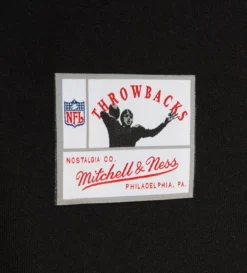 THROWBACKS
NFL
NOSTALGIA CO.
Mitchell & Ness
PHILADELPHIA, PA.